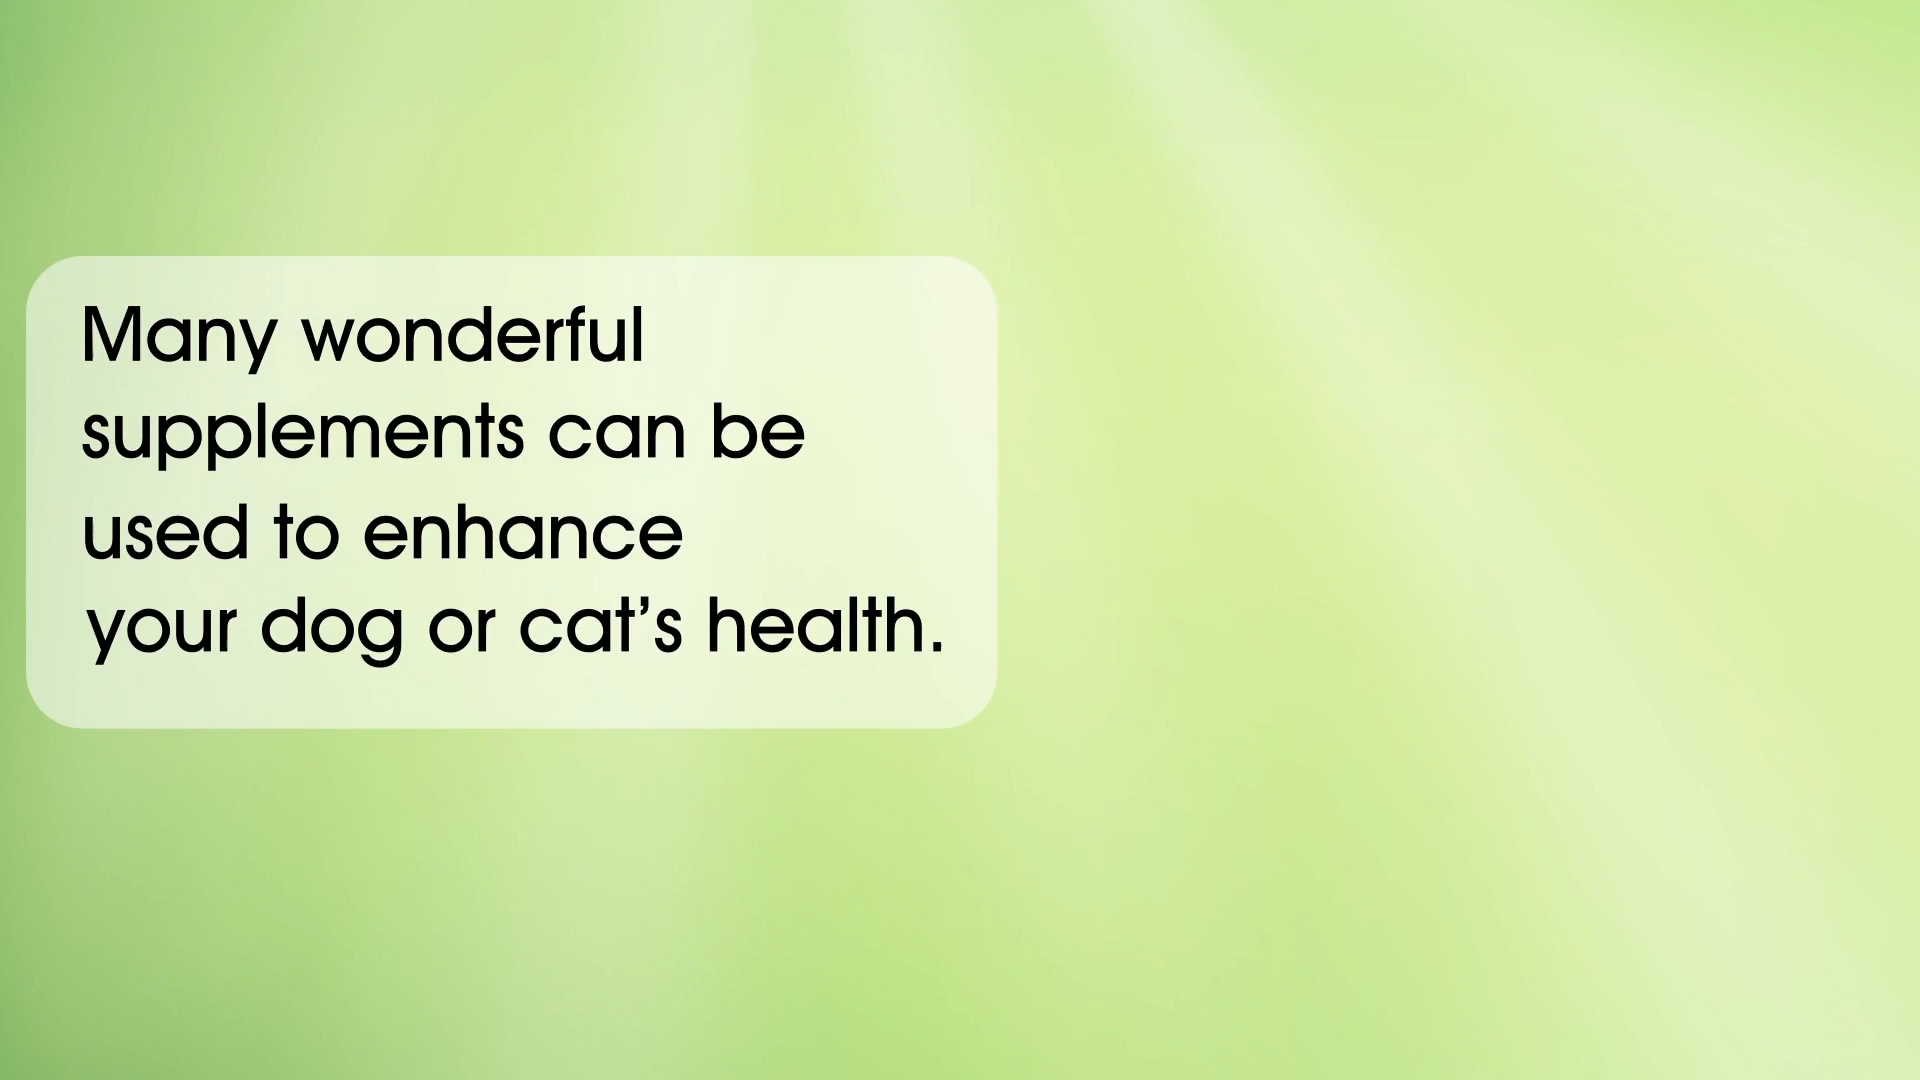 Many wonderful
supplements can be
used to enhance
your dog or cat’s health.